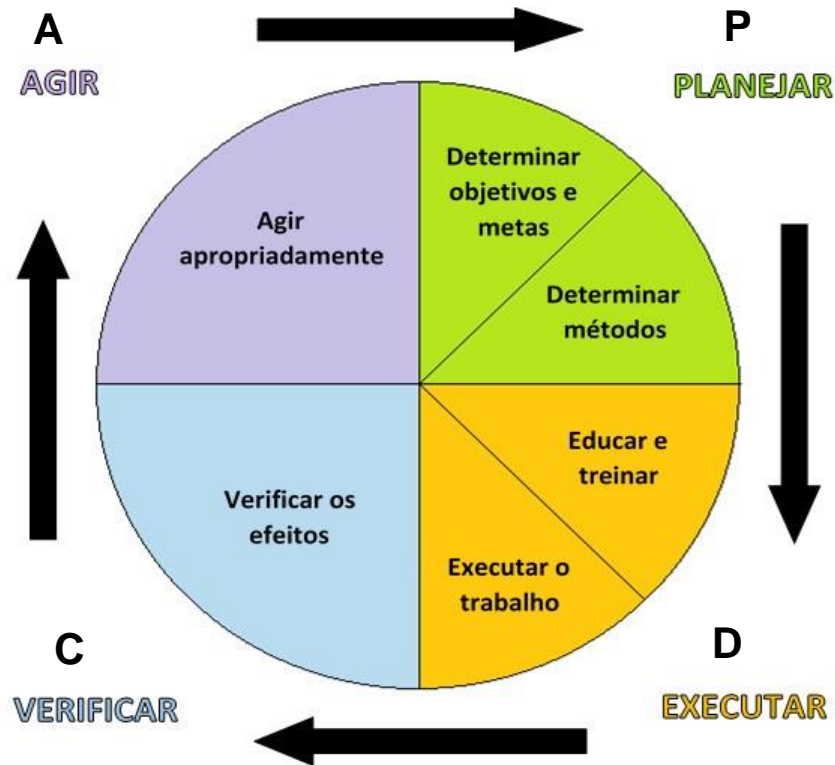 A
AGIR
P
PLANEJAR
Determinar
objetivos e
metas
Determinar
métodos
Educar e
treinar
Executar o
trabalho
Verificar os
efeitos
Agir
apropriadamente
D
EXECUTAR
C
VERIFICAR